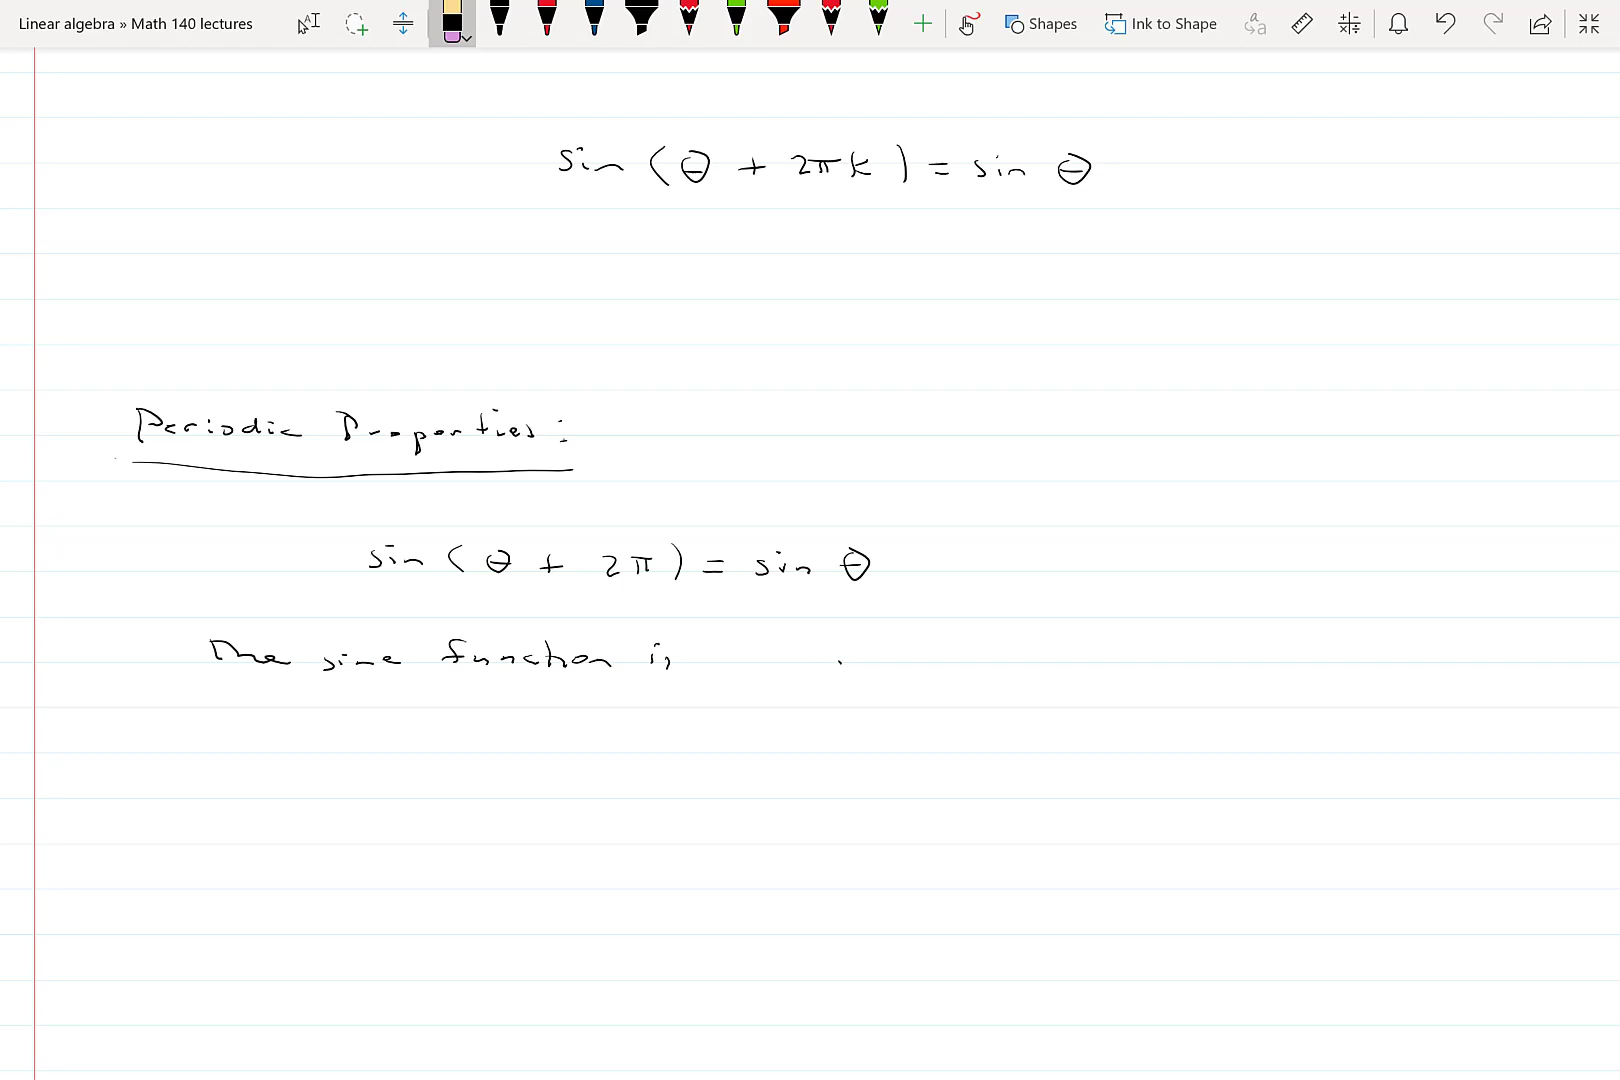 Linear algebra » Math 140 lectures Shapes Ink to Shape
sin (θ + 2πk) = sin θ
Periodic Properties:
sin (θ + 2π) = sin θ
The sine function is